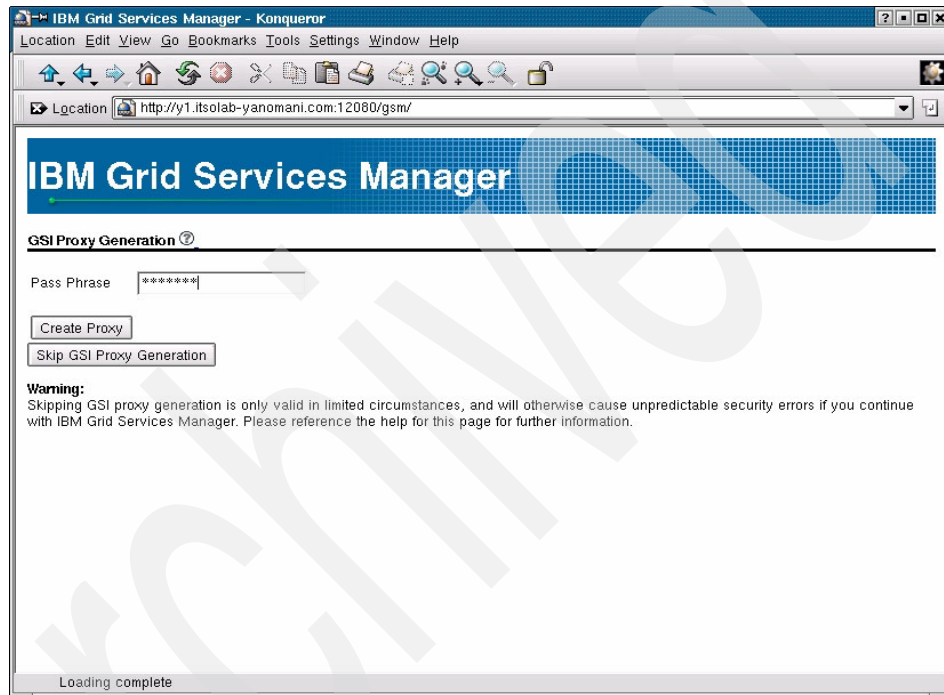 IBM Grid Services Manager - Konqueror
Location Edit View Go Bookmarks Tools Settings Window Help
Location http://y1.itsolab-yanomani.com:12080/gsm/
IBM Grid Services Manager
GSI Proxy Generation ?
Pass Phrase *******
Create Proxy
Skip GSI Proxy Generation
Warning:
Skipping GSI proxy generation is only valid in limited circumstances, and will otherwise cause unpredictable security errors if you continue
with IBM Grid Services Manager. Please reference the help for this page for further information.
Loading complete
rchived